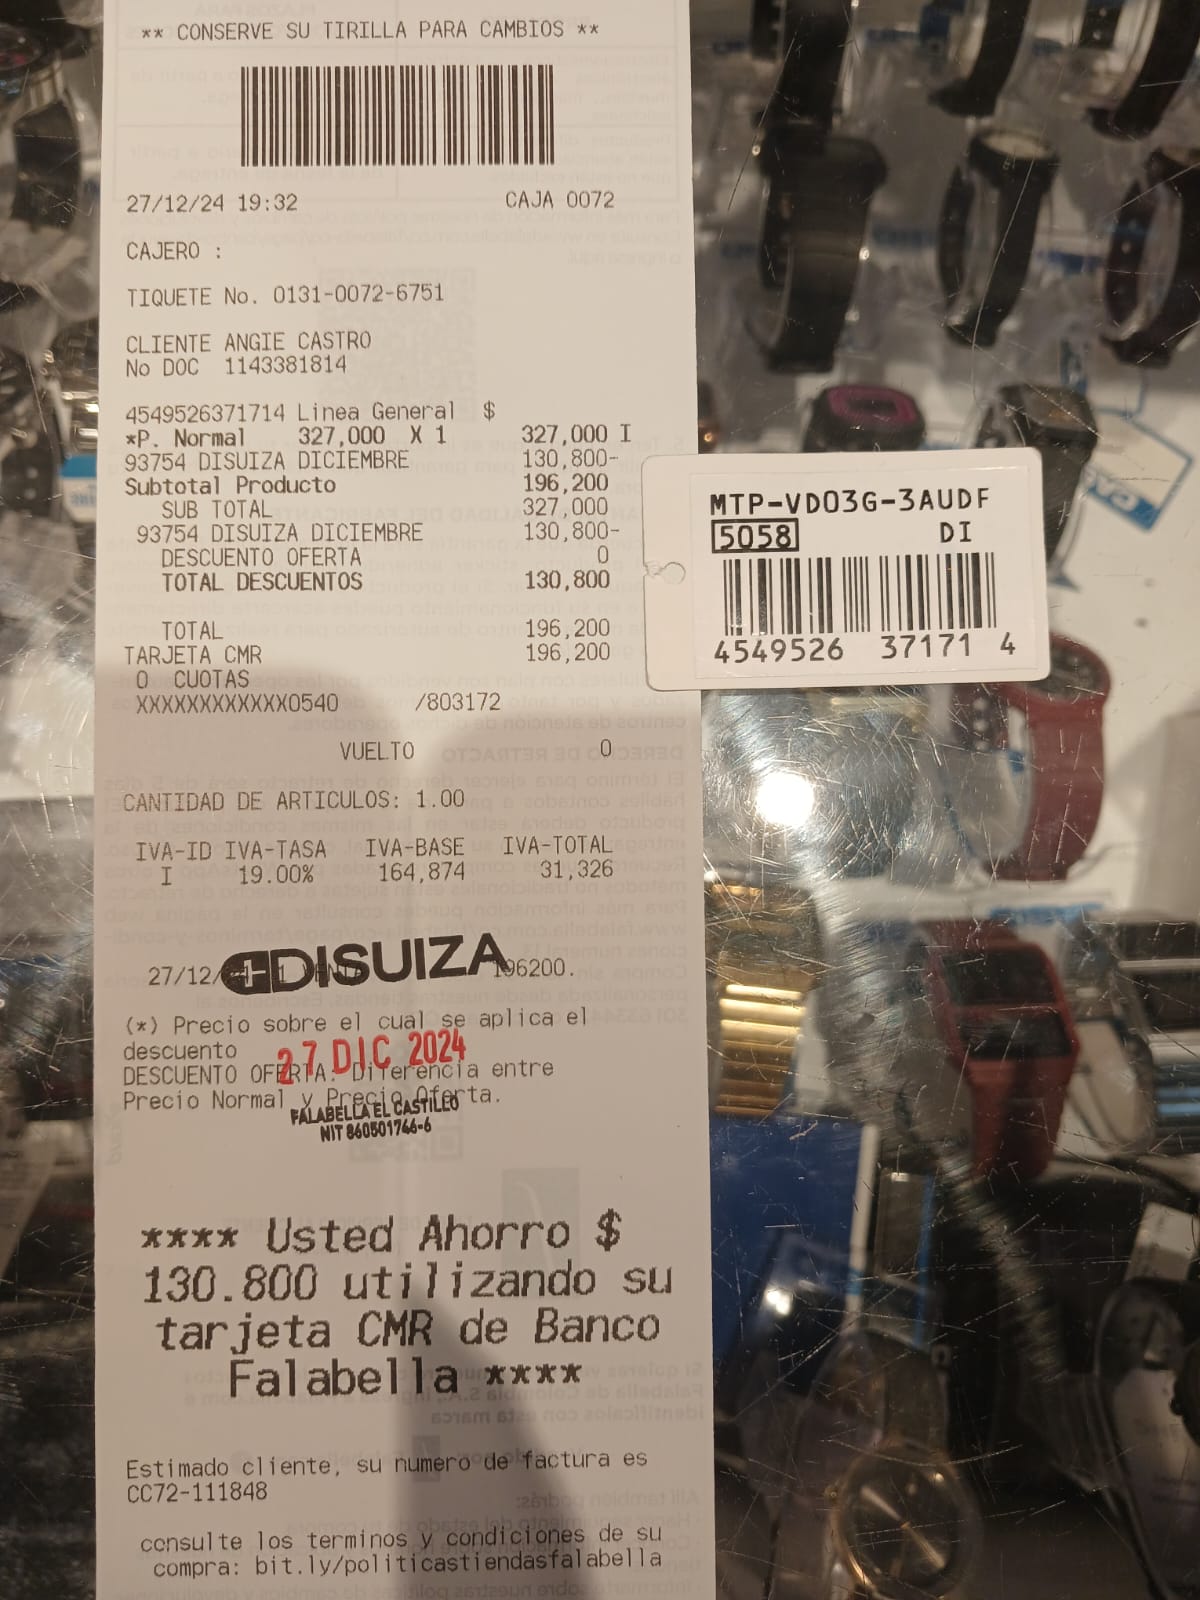 ** CONSERVE SU TIRILLA PARA CAMBIOS **
27/12/24 19:32 CAJA 0072
CAJERO :
TIQUETE No. 0131-0072-6751
CLIENTE ANGIE CASTRO
No DOC 1143381814
4549526371714 Linea General $
*P. Normal 327,000 X 1 327,000 I
93754 DISUIZA DICIEMBRE 130,800-
Subtotal Producto 196,200
SUB TOTAL 327,000
93754 DISUIZA DICIEMBRE 130,800-
DESCUENTO OFERTA 0
TOTAL DESCUENTOS 130,800
TOTAL 196,200
TARJETA CMR 196,200
0 CUOTAS
XXXXXXXXXXXX0540 /803172
VUELTO 0
CANTIDAD DE ARTICULOS: 1.00
IVA-ID IVA-TASA IVA-BASE IVA-TOTAL
I 19.00% 164,874 31,326
27/12/ 196200.
DISUIZA
(*) Precio sobre el cual se aplica el
descuento
27 DIC 2024
DESCUENTO OFERTA: Diferencia entre
Precio Normal y Precio Oferta.
FALABELLA EL CASTILLO
NIT 860501746-6
**** Usted Ahorro $
130.800 utilizando su
tarjeta CMR de Banco
Falabella ****
Estimado cliente, su numero de factura es
CC72-111848
consulte los terminos y condiciones de su
compra: bit.ly/politicastiendasfalabella
MTP-VD03G-3AUDF
5058 DI
4549526 37171 4